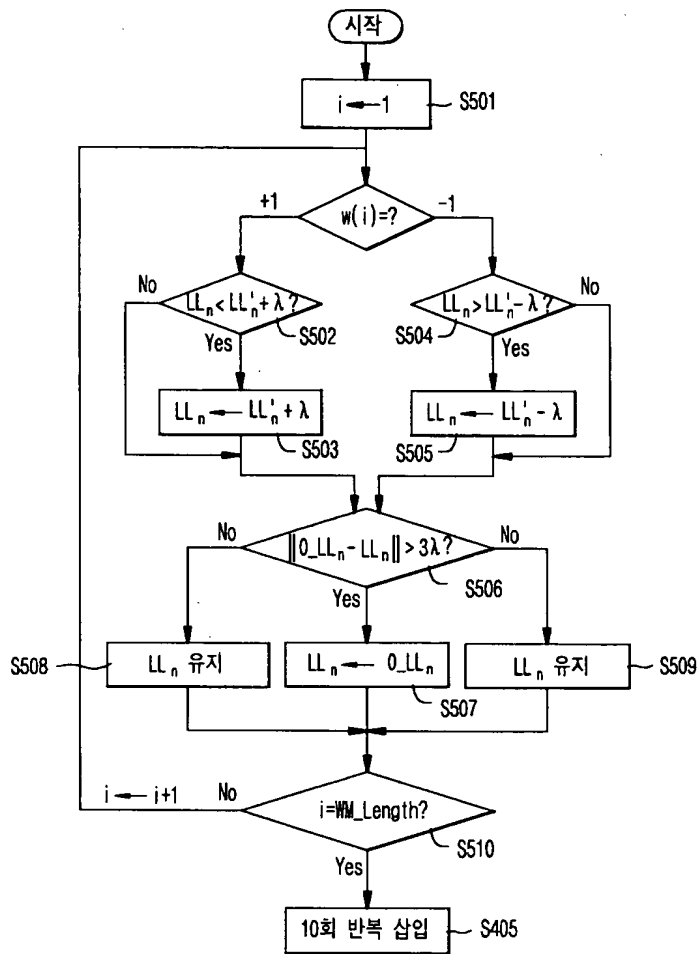 시작
i ← 1
S501
+1
w(i)=?
-1
No
LLn < LL'n + λ ?
S502
LLn > LL'n - λ ?
No
S504
Yes
Yes
LLn ← LL'n + λ
S503
LLn ← LL'n - λ
S505
No
||O_LLn - LLn|| > 3λ ?
No
S506
Yes
S508
LLn 유지
LLn ← O_LLn
S507
LLn 유지
S509
i ← i+1
No
i=WM_Length?
S510
Yes
10회 반복 삽입
S405